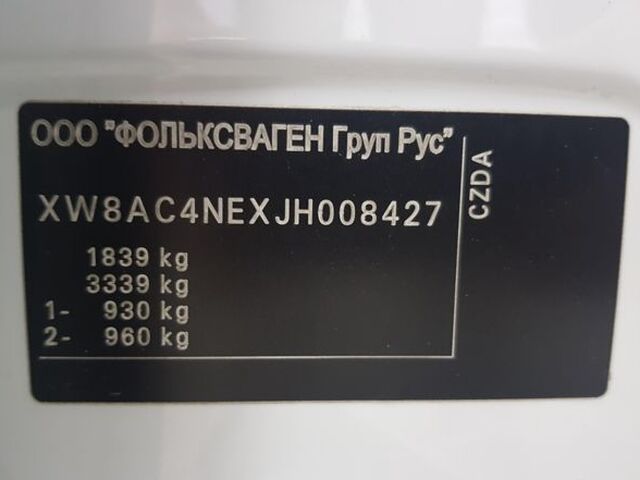 ООО "ФОЛЬКСВАГЕН Груп Рус"
XW8AC4NEXJH008427
1839 kg
3339 kg
1- 930 kg
2- 960 kg
CZDA